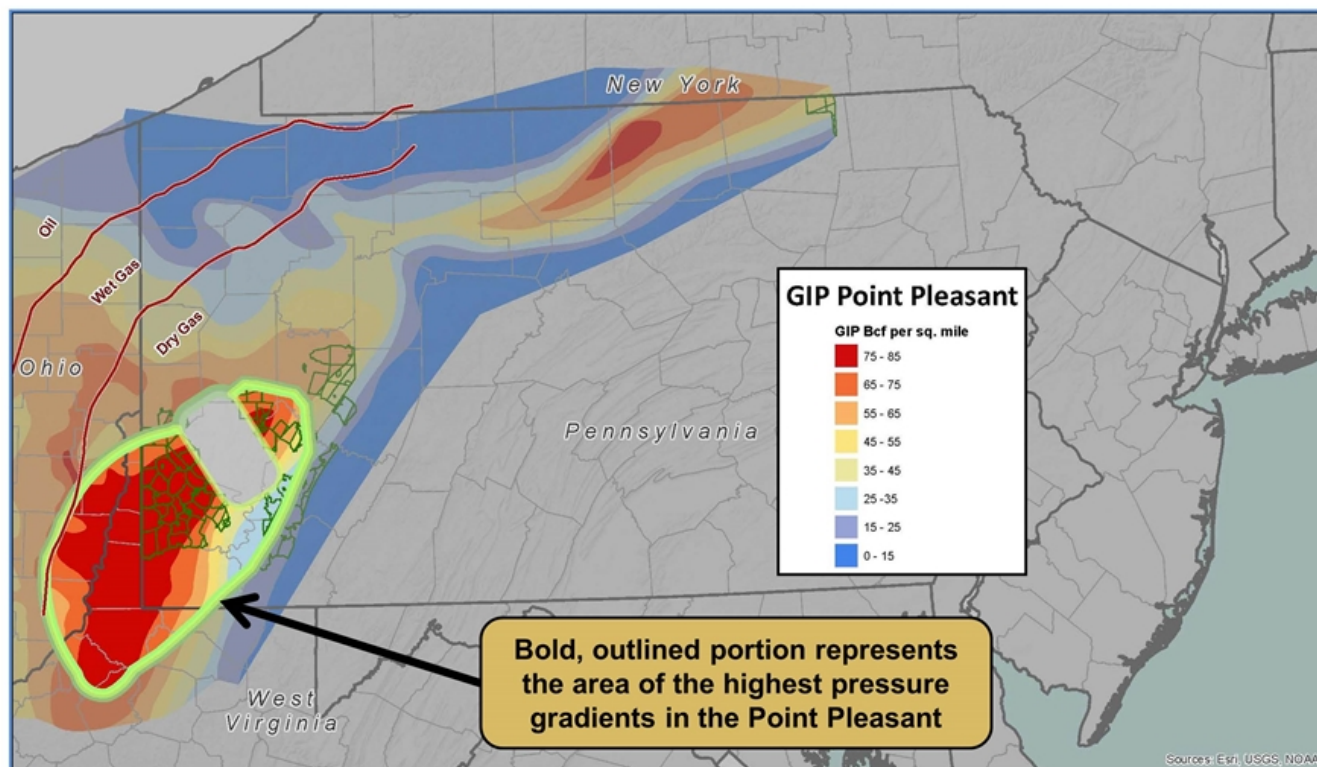 New York
Oil
Wet Gas
Dry Gas
Ohio
Pennsylvania
West
Virginia
GIP Point Pleasant
GIP Bcf per sq. mile
75 - 85
65 - 75
55 - 65
45 - 55
35 - 45
25 -35
15 - 25
0 - 15
Bold, outlined portion represents
the area of the highest pressure
gradients in the Point Pleasant
Sources: Esri, USGS, NOAA